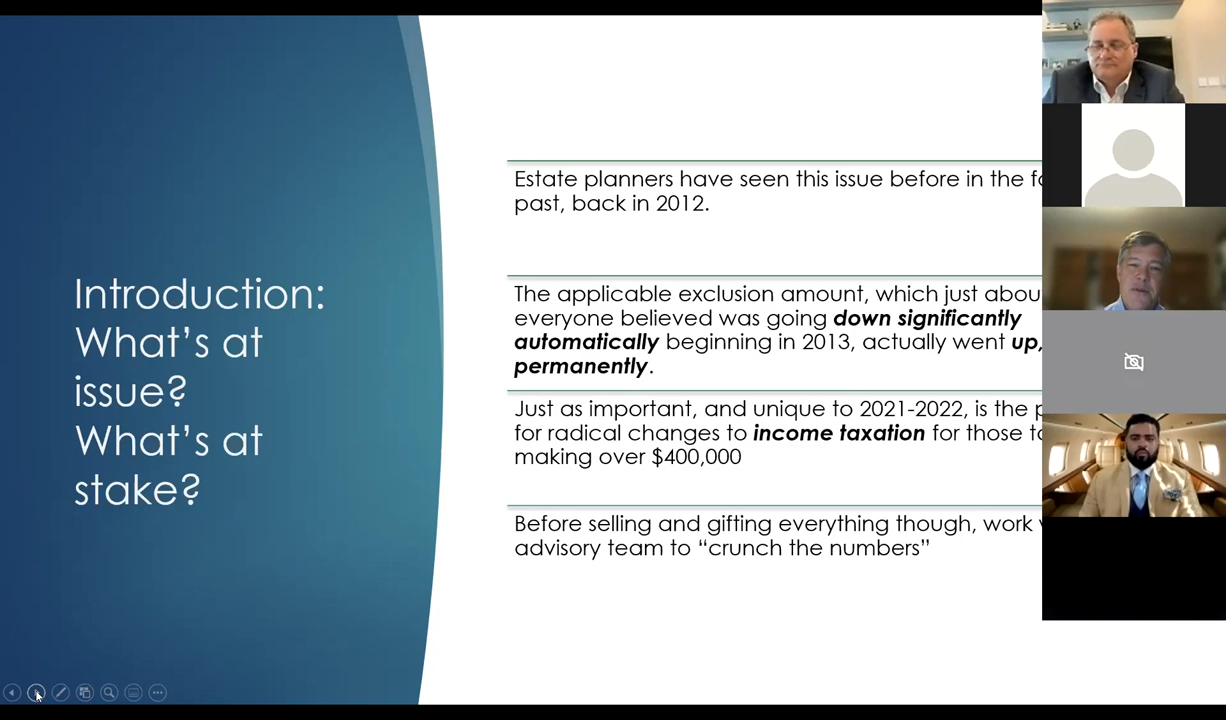 Introduction:
What's at
issue?
What's at
stake?
Estate planners have seen this issue before in the
past, back in 2012.
The applicable exclusion amount, which just
everyone believed was going down significantly
automatically beginning in 2013, actually went up,
permanently.
Just as important, and unique to 2021-2022, is the
for radical changes to income taxation for those
making over $400,000
Before selling and gifting everything though, work
advisory team to “crunch the numbers”